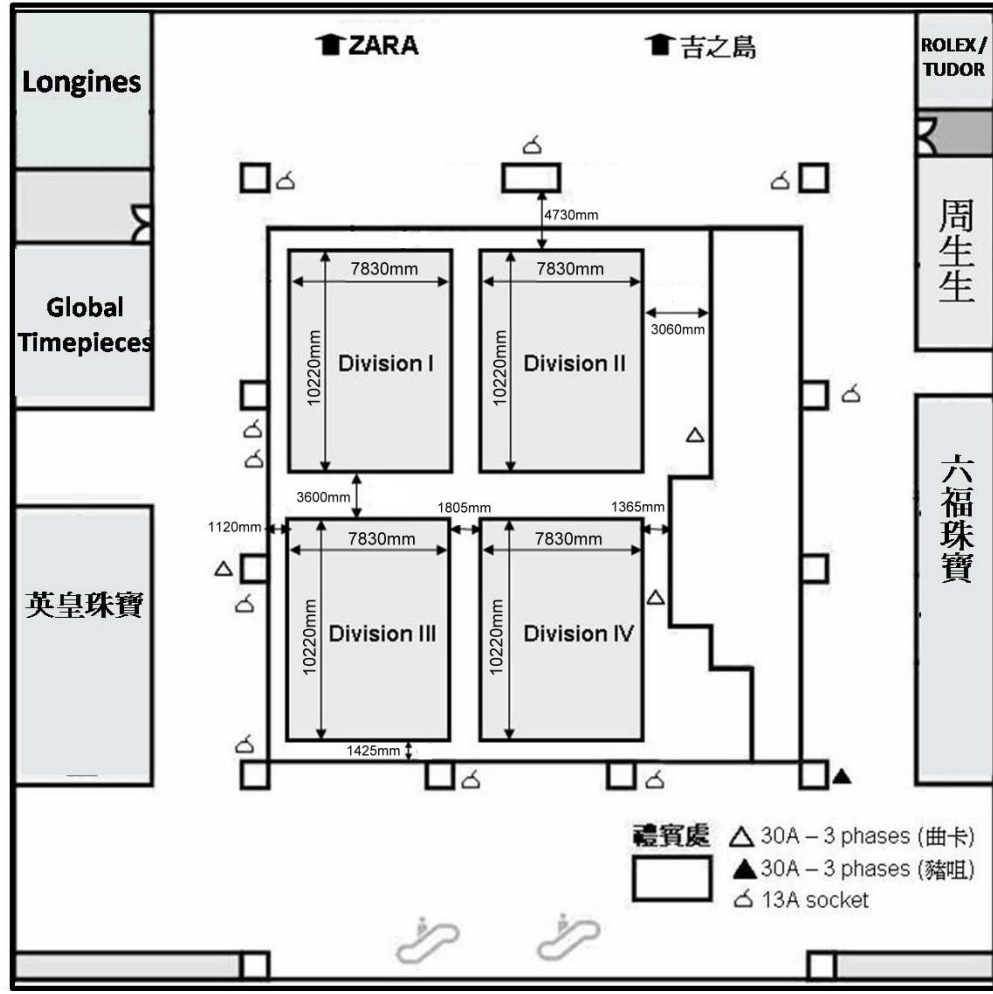 ZARA
吉之島
ROLEX/
TUDOR
Longines
4730mm
周生生
7830mm
7830mm
Global
Timepieces
3060mm
10220mm
Division I
10220mm
Division II
六福珠寶
3600mm
1805mm
1365mm
1120mm
7830mm
7830mm
英皇珠寶
10220mm
Division III
10220mm
Division IV
1425mm
禮賓處
30A – 3 phases (曲卡)
30A – 3 phases (豬咀)
13A socket